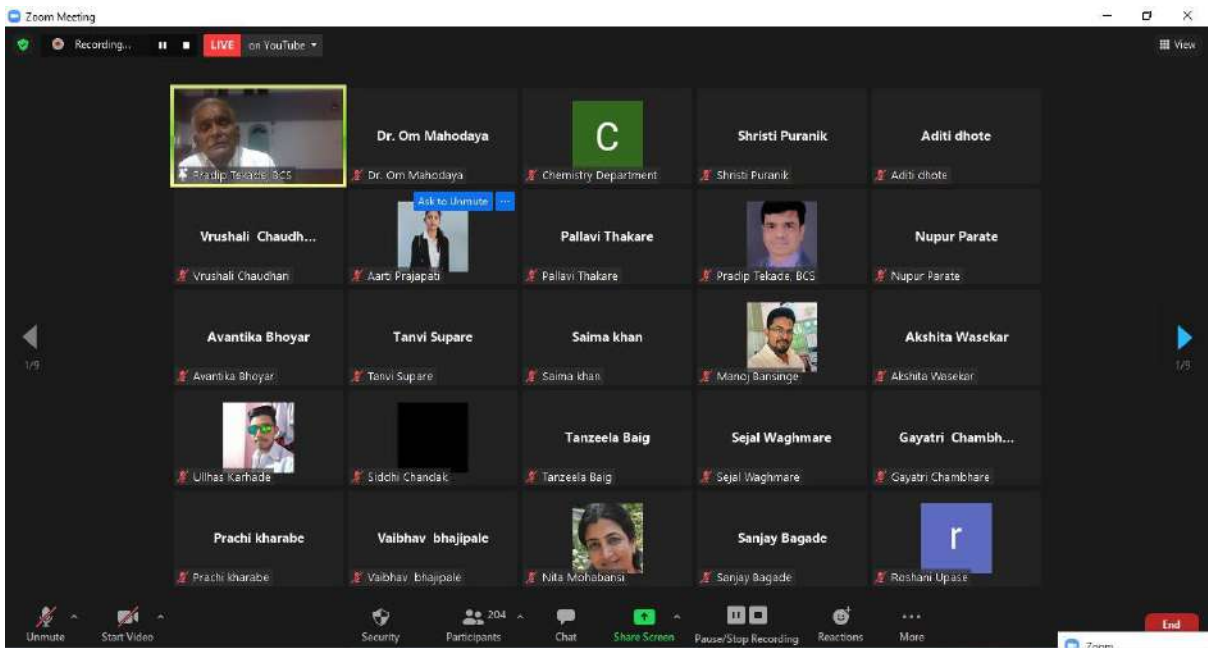 Zoom Meeting
Recording...
LIVE on YouTube
View
Pradip Tekade, BCS
Dr. Om Mahodaya
Dr. Om Mahodaya
C
Chemistry Department
Shristi Puranik
Shristi Puranik
Aditi dhote
Aditi dhote
Vrushali Chaudh...
Vrushali Chaudhari
Ask to Unmute ...
Aarti Prajapati
Pallavi Thakare
Pallavi Thakare
Pradip Tekade, BCS
Nupur Parate
Nupur Parate
1/9
Avantika Bhoyar
Avantika Bhoyar
Tanvi Supare
Tanvi Supare
Saima khan
Saima khan
Manoj Bansinge
Akshita Wasekar
Akshita Wasekar
1/9
Ullhas Karhade
Siddhi Chandak
Tanzeela Baig
Tanzeela Baig
Sejal Waghmare
Sejal Waghmare
Gayatri Chambh...
Gayatri Chambhare
Prachi kharabe
Prachi kharabe
Vaibhav bhajipale
Vaibhav bhajipale
Nita Mohabansi
Sanjay Bagade
Sanjay Bagade
r
Roshani Upase
Unmute
Start Video
Security
204
Participants
Chat
Share Screen
Pause/Stop Recording
Reactions
More
End
Zoom